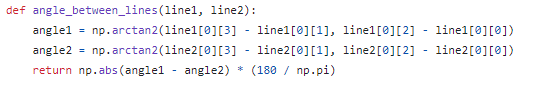 def angle_between_lines(line1, line2):
    angle1 = np.arctan2(line1[0][3] - line1[0][1], line1[0][2] - line1[0][0])
    angle2 = np.arctan2(line2[0][3] - line2[0][1], line2[0][2] - line2[0][0])
    return np.abs(angle1 - angle2) * (180 / np.pi)